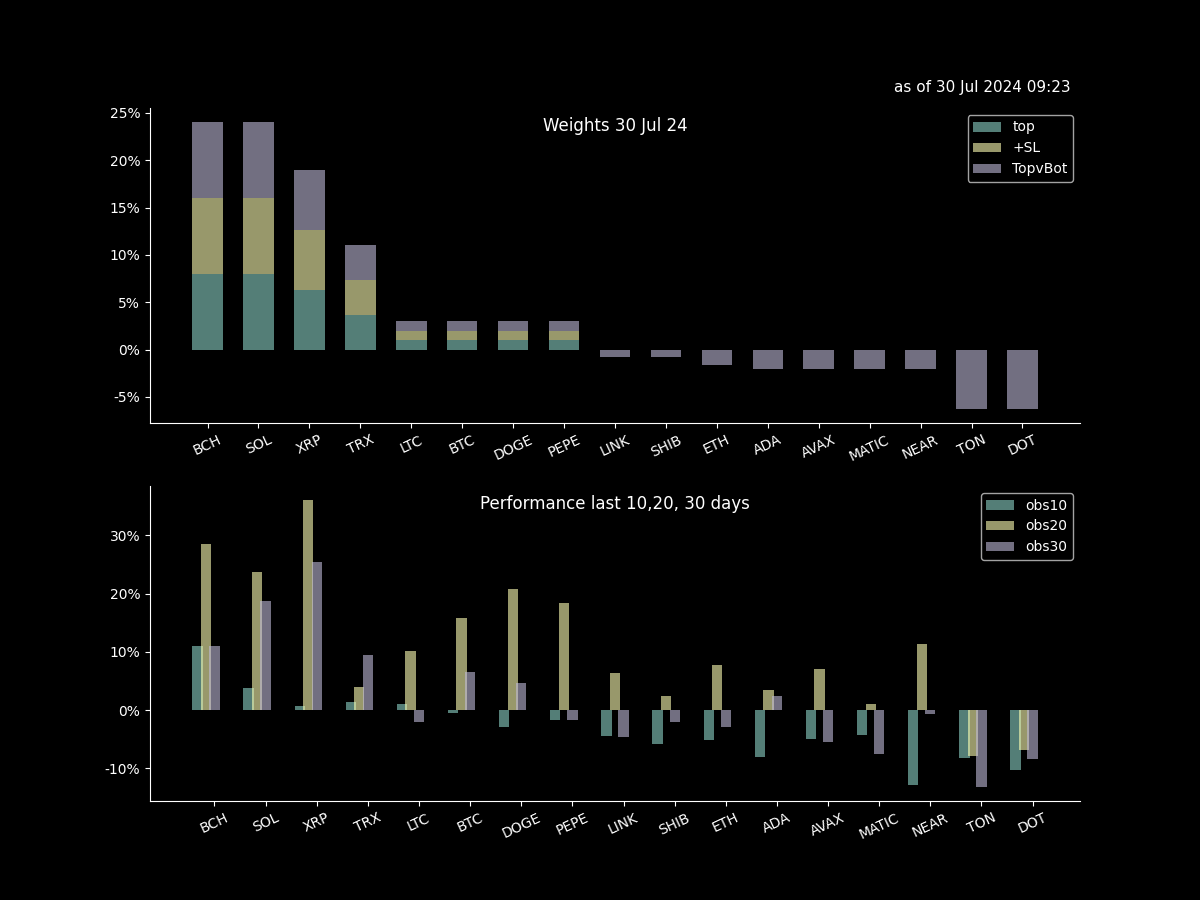 as of 30 Jul 2024 09:23
Weights 30 Jul 24
top
+SL
TopvBot
25%
20%
15%
10%
5%
0%
-5%
BCH SOL XRP TRX LTC BTC DOGE PEPE LINK SHIB ETH ADA AVAX MATIC NEAR TON DOT
Performance last 10,20, 30 days
obs10
obs20
obs30
30%
20%
10%
0%
-10%
BCH SOL XRP TRX LTC BTC DOGE PEPE LINK SHIB ETH ADA AVAX MATIC NEAR TON DOT